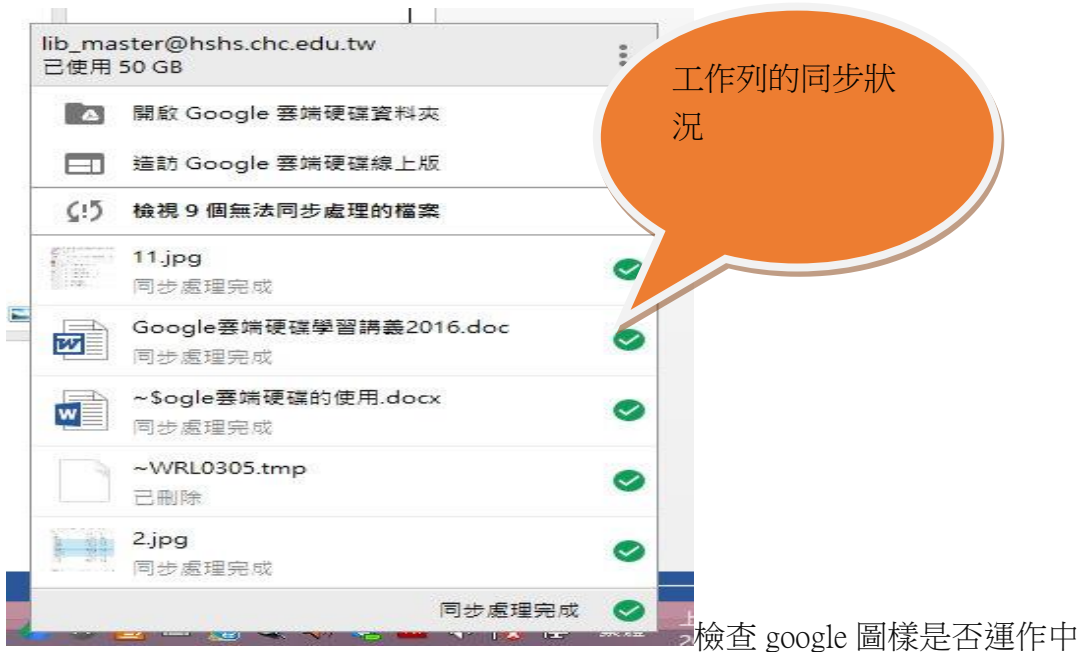 lib_master@hshs.chc.edu.tw
已使用 50 GB
工作列的同步狀
況
開啟 Google 雲端硬碟資料夾
造訪 Google 雲端硬碟線上版
檢視 9 個無法同步處理的檔案
11.jpg
同步處理完成
Google雲端硬碟學習講義2016.doc
同步處理完成
~$ogle雲端硬碟的使用.docx
同步處理完成
~WRL0305.tmp
已刪除
2.jpg
同步處理完成
同步處理完成
檢查 google 圖樣是否運作中